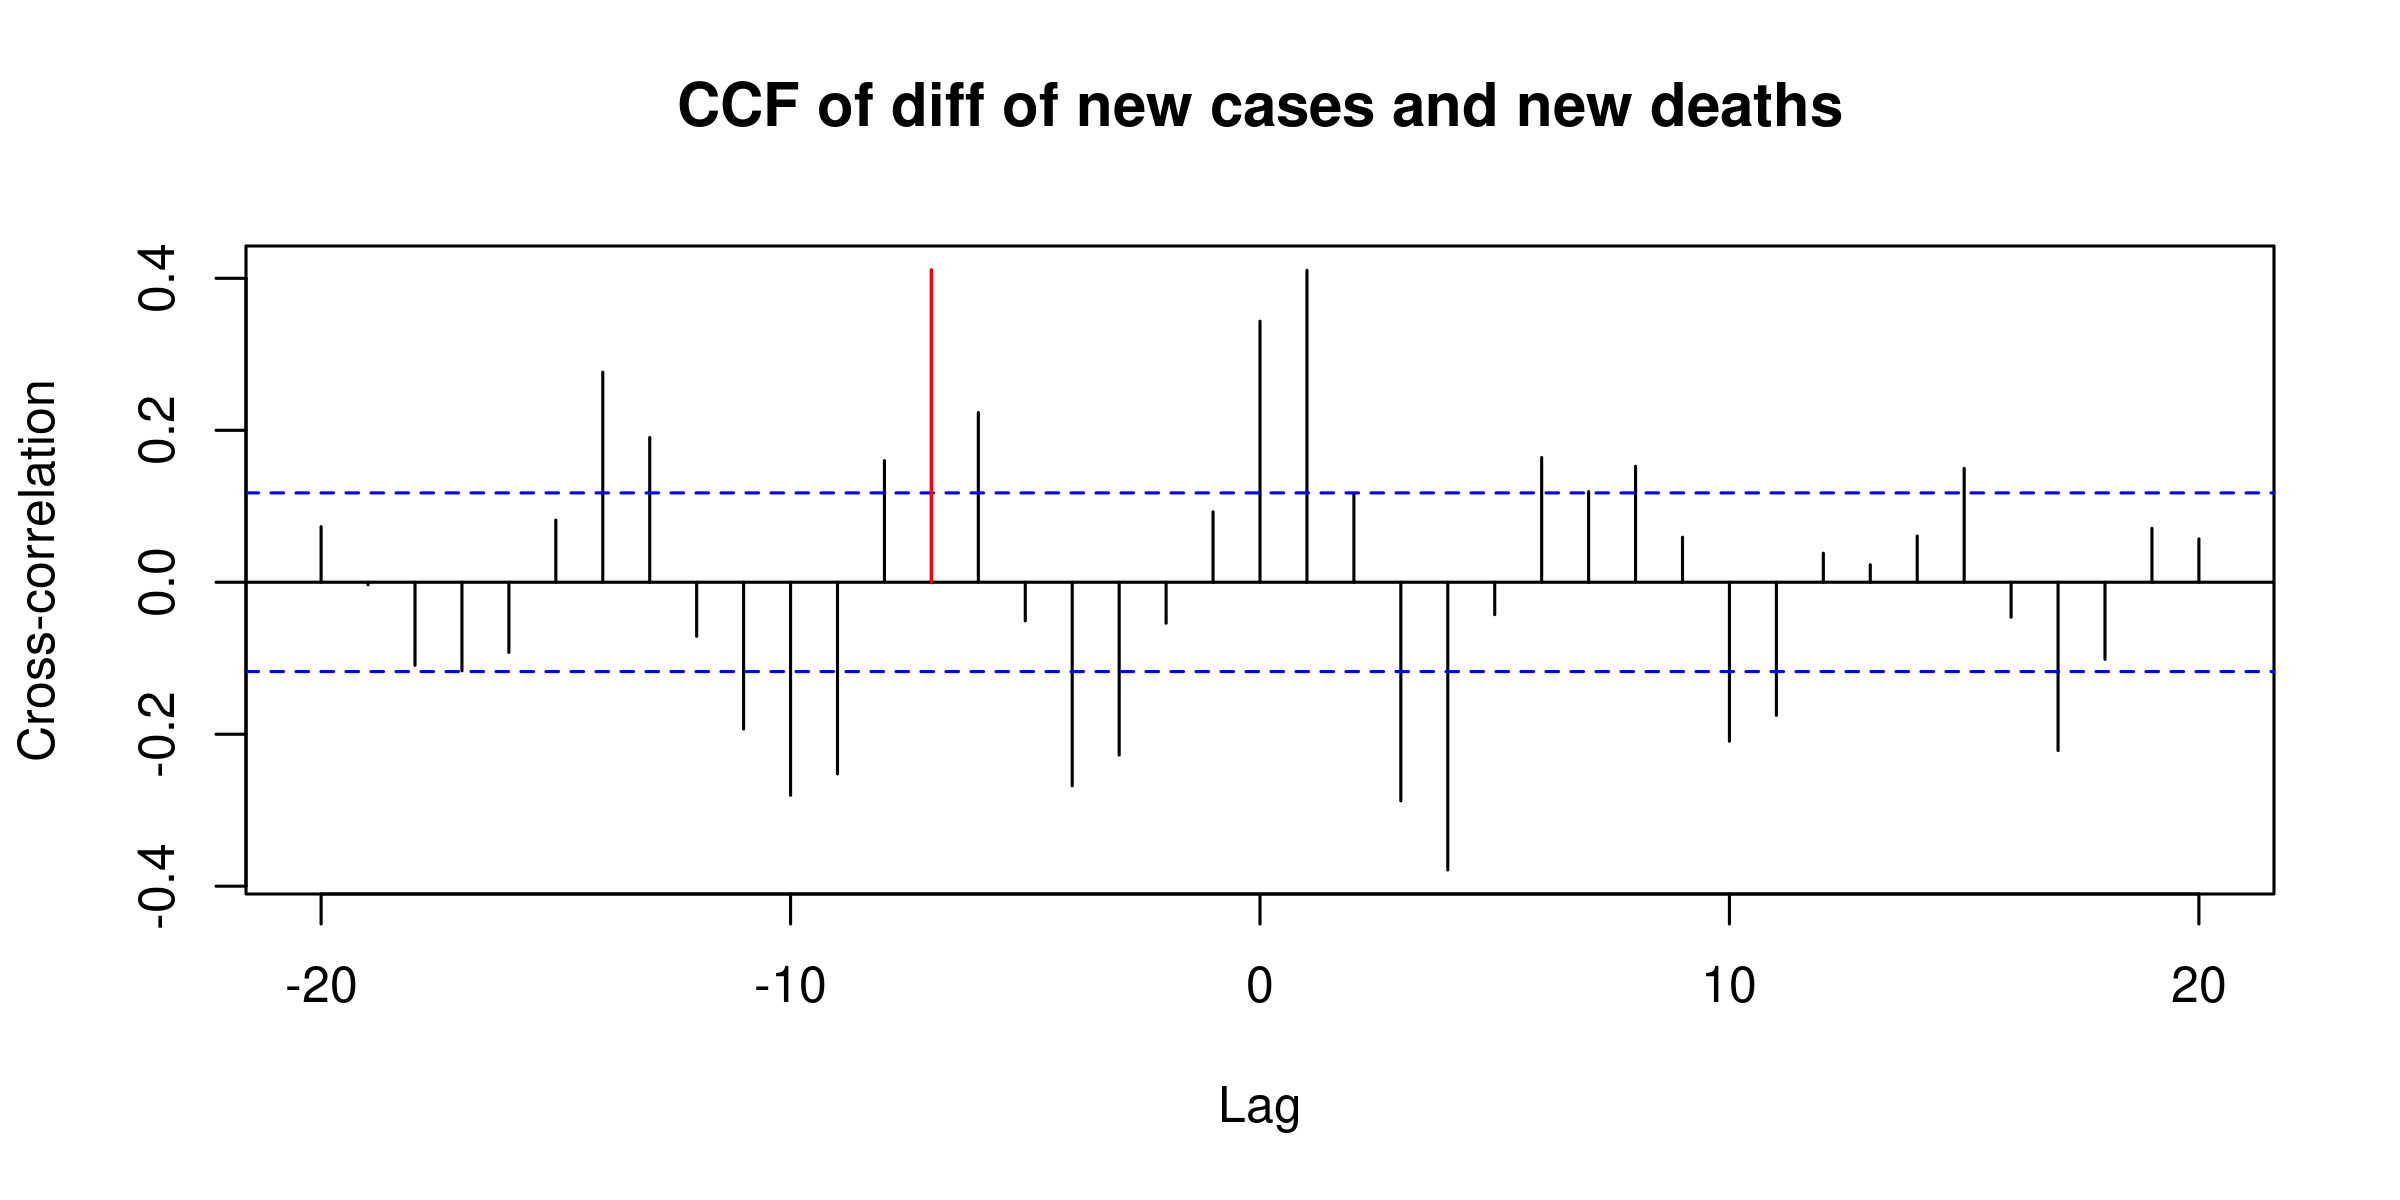 CCF of diff of new cases and new deaths
Cross-correlation
0.4
0.2
0.0
-0.2
-0.4
-20 -10 0 10 20
Lag